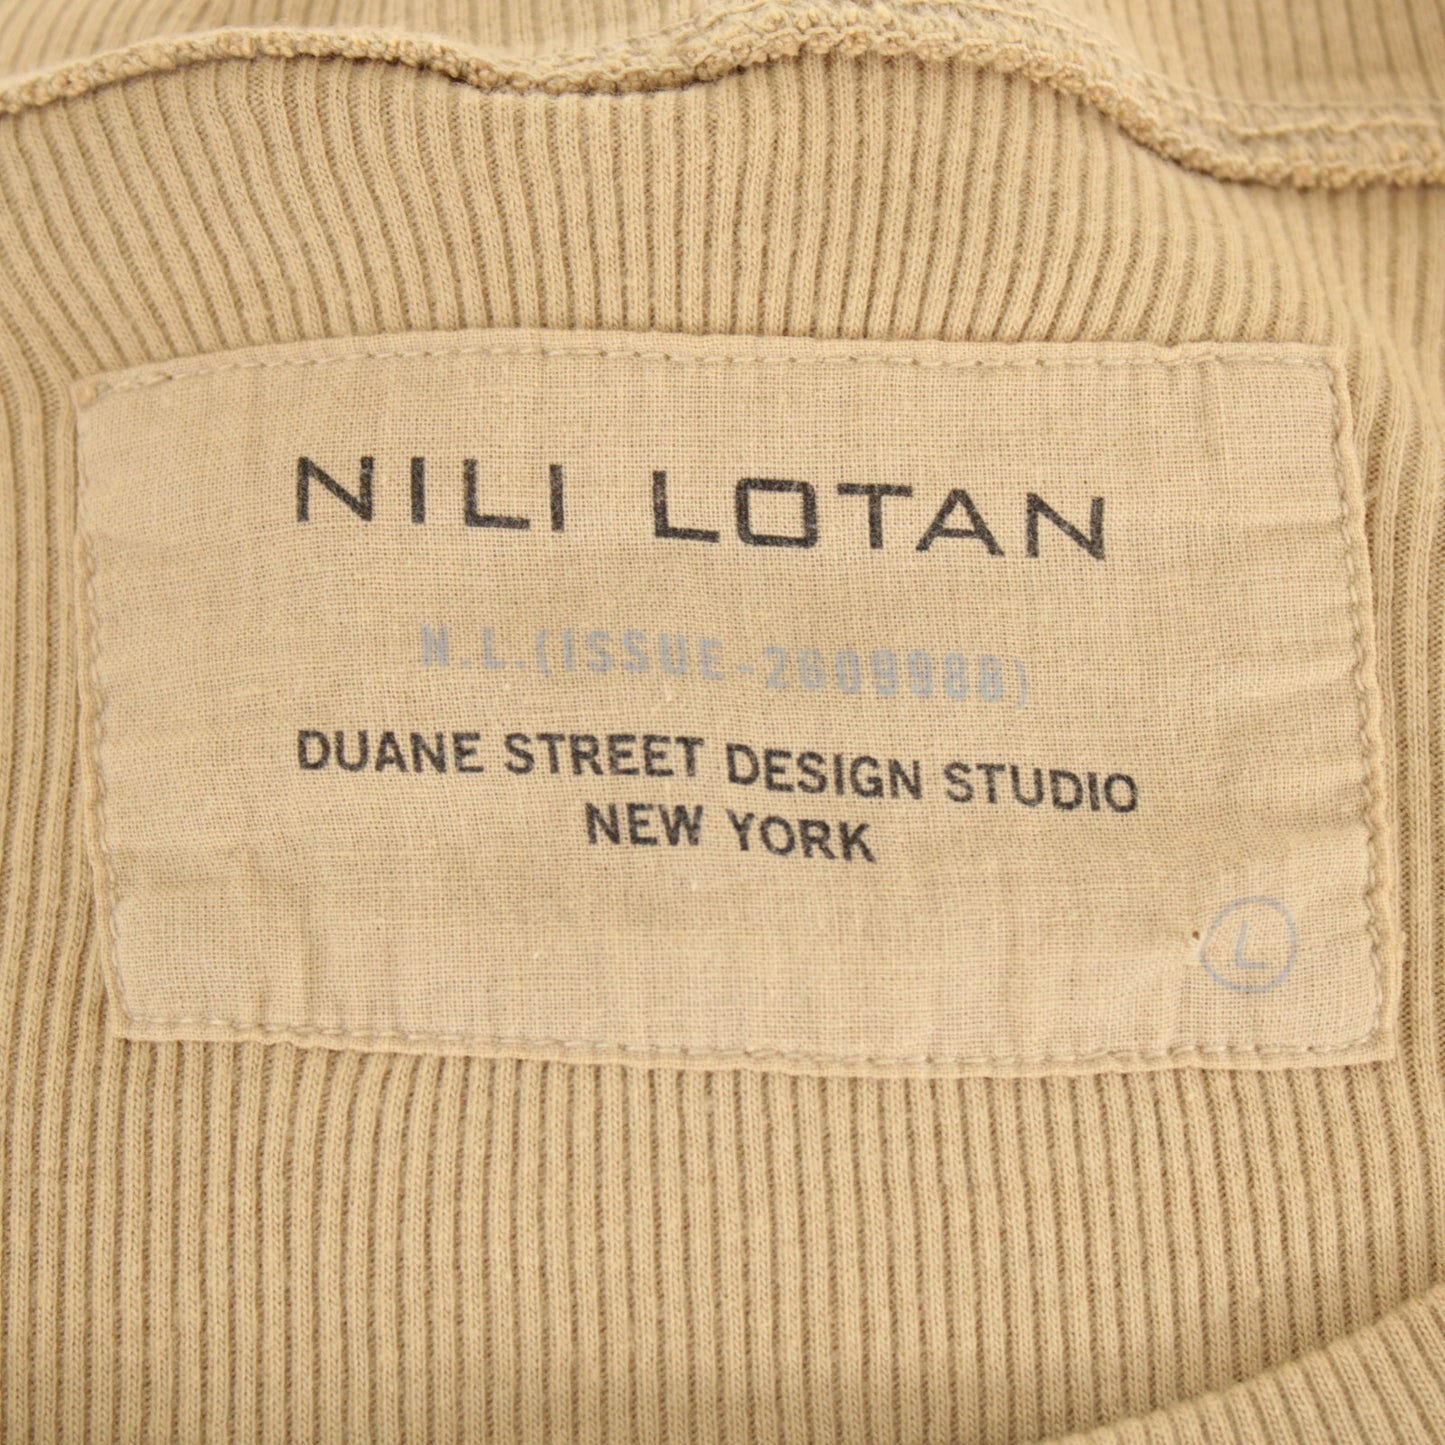 NILI LOTAN
N.L.(ISSUE-2609988)
DUANE STREET DESIGN STUDIO
NEW YORK
L